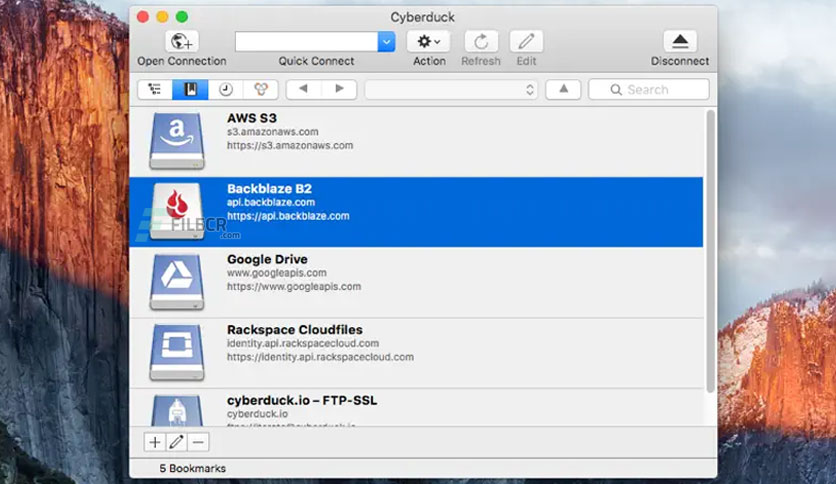 Cyberduck
Open Connection
Quick Connect
Action
Refresh
Edit
Disconnect
Search
AWS S3
s3.amazonaws.com
https://s3.amazonaws.com
Backblaze B2
api.backblaze.com
https://api.backblaze.com
FILECR
.com
Google Drive
www.googleapis.com
https://www.googleapis.com
Rackspace Cloudfiles
identity.api.rackspacecloud.com
https://identity.api.rackspacecloud.com
cyberduck.io – FTP-SSL
cyberduck.io
5 Bookmarks